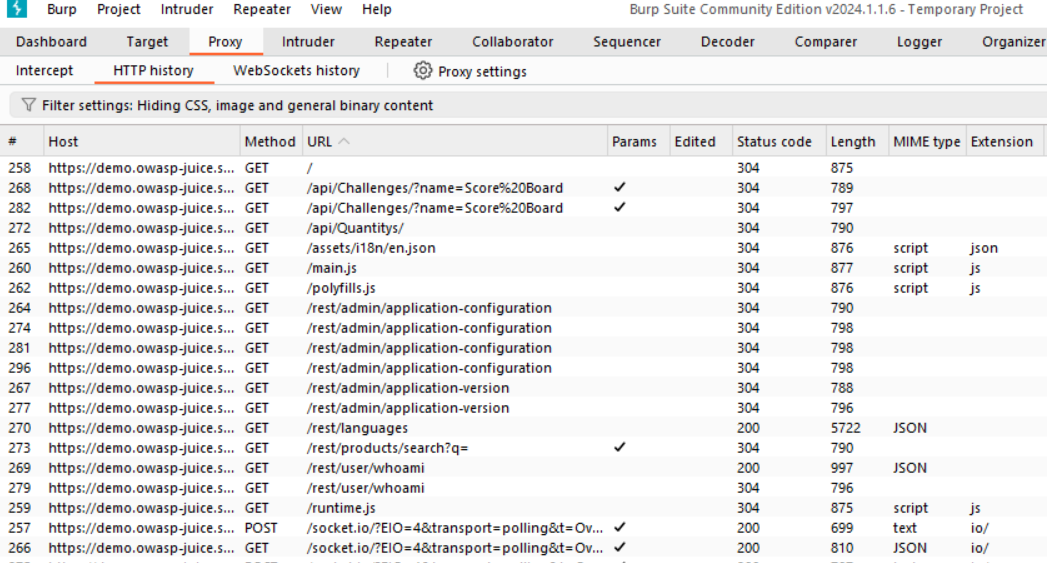 Burp Project Intruder Repeater View Help Burp Suite Community Edition v2024.1.1.6 - Temporary Project
Dashboard Target Proxy Intruder Repeater Collaborator Sequencer Decoder Comparer Logger Organizer
Intercept HTTP history WebSockets history Proxy settings
Filter settings: Hiding CSS, image and general binary content
# Host Method URL Params Edited Status code Length MIME type Extension
258 https://demo.owasp-juice.s... GET / 304 875
268 https://demo.owasp-juice.s... GET /api/Challenges/?name=Score%20Board ✓ 304 789
282 https://demo.owasp-juice.s... GET /api/Challenges/?name=Score%20Board ✓ 304 797
272 https://demo.owasp-juice.s... GET /api/Quantitys/ 304 790
265 https://demo.owasp-juice.s... GET /assets/i18n/en.json 304 876 script json
260 https://demo.owasp-juice.s... GET /main.js 304 877 script js
262 https://demo.owasp-juice.s... GET /polyfills.js 304 876 script js
264 https://demo.owasp-juice.s... GET /rest/admin/application-configuration 304 790
274 https://demo.owasp-juice.s... GET /rest/admin/application-configuration 304 798
281 https://demo.owasp-juice.s... GET /rest/admin/application-configuration 304 798
296 https://demo.owasp-juice.s... GET /rest/admin/application-configuration 304 798
267 https://demo.owasp-juice.s... GET /rest/admin/application-version 304 788
277 https://demo.owasp-juice.s... GET /rest/admin/application-version 304 796
270 https://demo.owasp-juice.s... GET /rest/languages 200 5722 JSON
273 https://demo.owasp-juice.s... GET /rest/products/search?q= ✓ 304 790
269 https://demo.owasp-juice.s... GET /rest/user/whoami 200 997 JSON
279 https://demo.owasp-juice.s... GET /rest/user/whoami 304 796
259 https://demo.owasp-juice.s... GET /runtime.js 304 875 script js
257 https://demo.owasp-juice.s... POST /socket.io/?EIO=4&transport=polling&t=Ov... ✓ 200 699 text io/
266 https://demo.owasp-juice.s... GET /socket.io/?EIO=4&transport=polling&t=Ov... ✓ 200 810 JSON io/